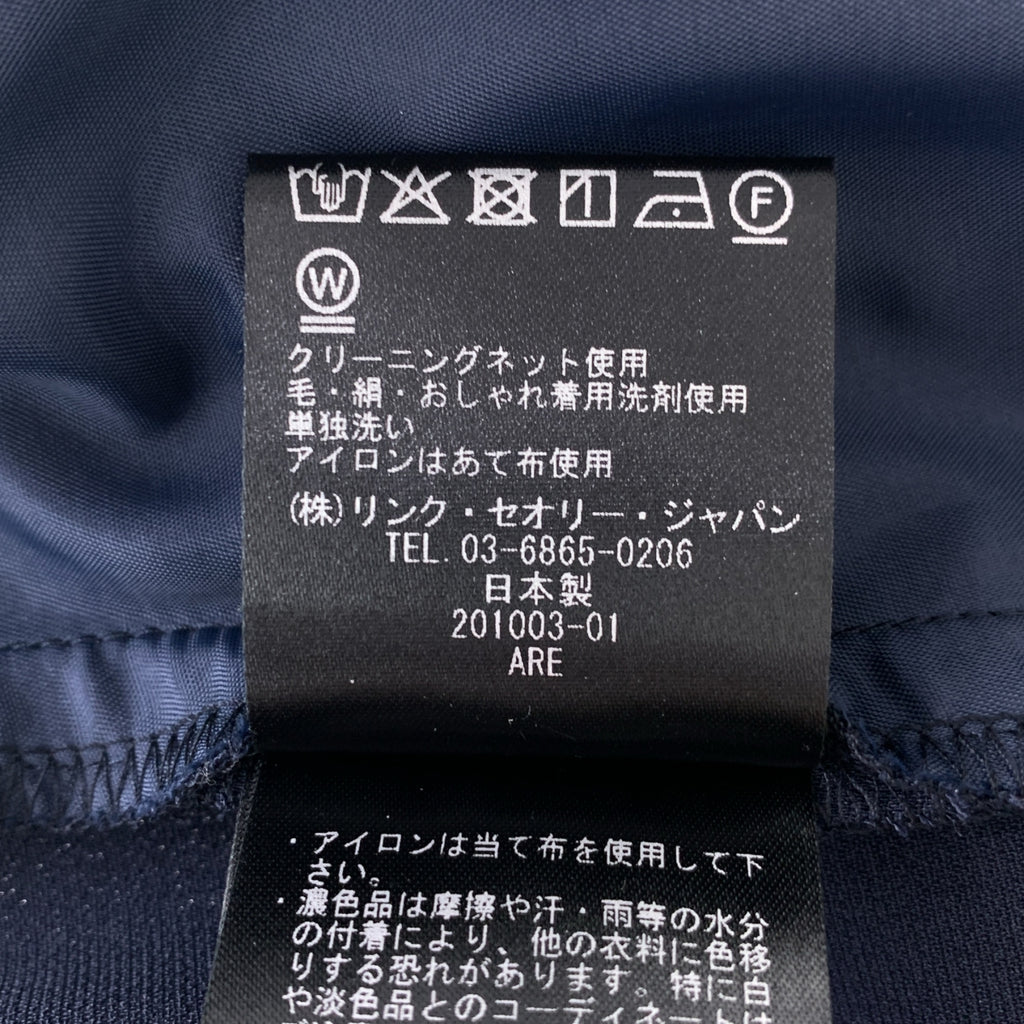 F
W
クリーニングネット使用
毛・絹・おしゃれ着用洗剤使用
単独洗い
アイロンはあて布使用
(株)リンク・セオリー・ジャパン
TEL. 03-6865-0206
日本製
201003-01
ARE
・アイロンは当て布を使用して下
さい。
・濃色品は摩擦や汗・雨等の水分
の付着により、他の衣料に色移
りする恐れがあります。特に白
や淡色品とのコーディネートは